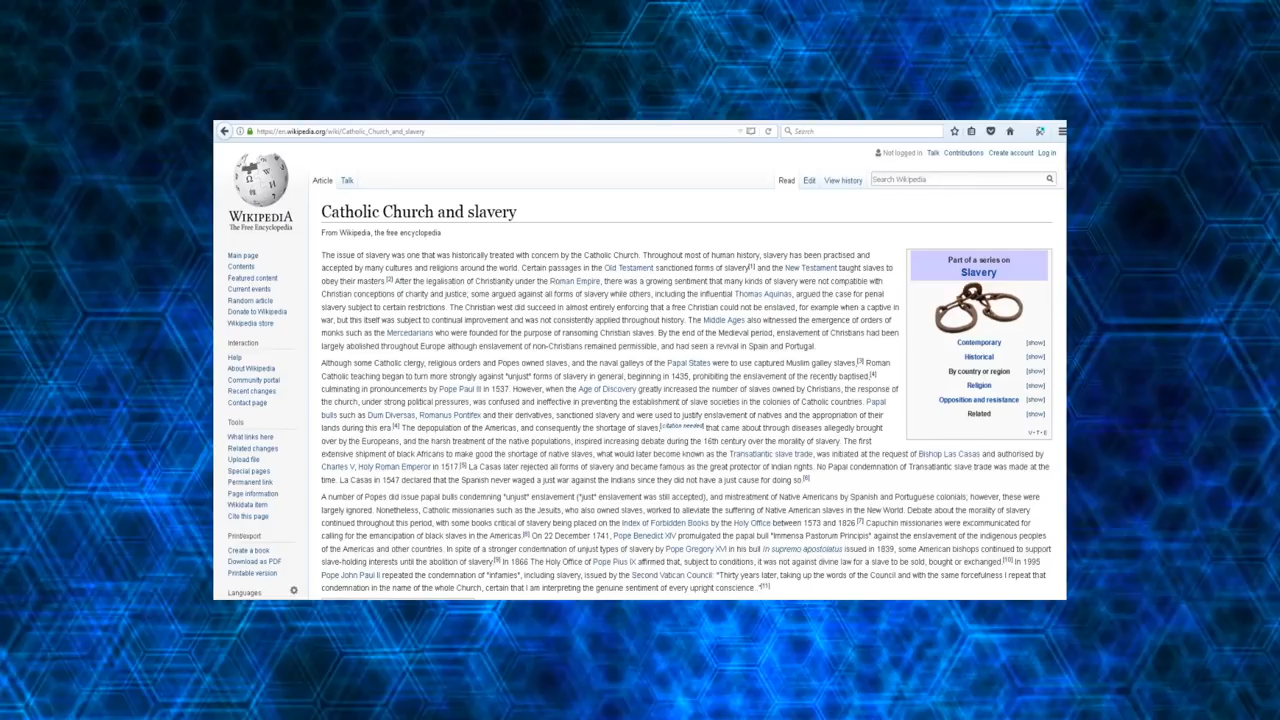 https://en.wikipedia.org/wiki/Catholic_Church_and_slavery
Search
Not logged in Talk Contributions Create account Log in
Article Talk
Read Edit View history Search Wikipedia
WIKIPEDIA
The Free Encyclopedia
Catholic Church and slavery
From Wikipedia, the free encyclopedia
Main page
Contents
Featured content
Current events
Random article
Donate to Wikipedia
Wikipedia store
Interaction
Help
About Wikipedia
Community portal
Recent changes
Contact page
Tools
What links here
Related changes
Upload file
Special pages
Permanent link
Page information
Wikidata item
Cite this page
Print/export
Create a book
Download as PDF
Printable version
Languages
The issue of slavery was one that was historically treated with concern by the Catholic Church. Throughout most of human history, slavery has been practised and
accepted by many cultures and religions around the world. Certain passages in the Old Testament sanctioned forms of slavery[1] and the New Testament taught slaves to
obey their masters.[2] After the legalisation of Christianity under the Roman Empire, there was a growing sentiment that many kinds of slavery were not compatible with
Christian conceptions of charity and justice; some argued against all forms of slavery while others, including the influential Thomas Aquinas, argued the case for penal
slavery subject to certain restrictions. The Christian west did succeed in almost entirely enforcing that a free Christian could not be enslaved, for example when a captive in
war, but this itself was subject to continual improvement and was not consistently applied throughout history. The Middle Ages also witnessed the emergence of orders of
monks such as the Mercedarians who were founded for the purpose of ransoming Christian slaves. By the end of the Medieval period, enslavement of Christians had been
largely abolished throughout Europe although enslavement of non-Christians remained permissible, and had seen a revival in Spain and Portugal.
Although some Catholic clergy, religious orders and Popes owned slaves, and the naval galleys of the Papal States were to use captured Muslim galley slaves,[3] Roman
Catholic teaching began to turn more strongly against "unjust" forms of slavery in general, beginning in 1435, prohibiting the enslavement of the recently baptised,[4]
culminating in pronouncements by Pope Paul III in 1537. However, when the Age of Discovery greatly increased the number of slaves owned by Christians, the response of
the church, under strong political pressures, was confused and ineffective in preventing the establishment of slave societies in the colonies of Catholic countries. Papal
bulls such as Dum Diversas, Romanus Pontifex and their derivatives, sanctioned slavery and were used to justify enslavement of natives and the appropriation of their
lands during this era.[4] The depopulation of the Americas, and consequently the shortage of slaves,[citation needed] that came about through diseases allegedly brought
over by the Europeans, and the harsh treatment of the native populations, inspired increasing debate during the 16th century over the morality of slavery. The first
extensive shipment of black Africans to make good the shortage of native slaves, what would later become known as the Transatlantic slave trade, was initiated at the request of Bishop Las Casas and authorised by
Charles V, Holy Roman Emperor in 1517.[5] La Casas later rejected all forms of slavery and became famous as the great protector of Indian rights. No Papal condemnation of Transatlantic slave trade was made at the
time. La Casas in 1547 declared that the Spanish never waged a just war against the Indians since they did not have a just cause for doing so.[6]
A number of Popes did issue papal bulls condemning "unjust" enslavement ("just" enslavement was still accepted), and mistreatment of Native Americans by Spanish and Portuguese colonials; however, these were
largely ignored. Nonetheless, Catholic missionaries such as the Jesuits, who also owned slaves, worked to alleviate the suffering of Native American slaves in the New World. Debate about the morality of slavery
continued throughout this period, with some books critical of slavery being placed on the Index of Forbidden Books by the Holy Office between 1573 and 1826.[7] Capuchin missionaries were excommunicated for
calling for the emancipation of black slaves in the Americas.[8] On 22 December 1741, Pope Benedict XIV promulgated the papal bull "Immensa Pastorum Principis" against the enslavement of the indigenous peoples
of the Americas and other countries. In spite of a stronger condemnation of unjust types of slavery by Pope Gregory XVI in his bull In supremo apostolatus issued in 1839, some American bishops continued to support
slave-holding interests until the abolition of slavery.[9] In 1866 The Holy Office of Pope Pius IX affirmed that, subject to conditions, it was not against divine law for a slave to be sold, bought or exchanged.[10] In 1995
Pope John Paul II repeated the condemnation of "infamies", including slavery, issued by the Second Vatican Council: "Thirty years later, taking up the words of the Council and with the same forcefulness I repeat that
condemnation in the name of the whole Church, certain that I am interpreting the genuine sentiment of every upright conscience..."[11]
Part of a series on
Slavery
Contemporary [show]
Historical [show]
By country or region [show]
Religion [show]
Opposition and resistance [show]
Related [show]
V·T·E